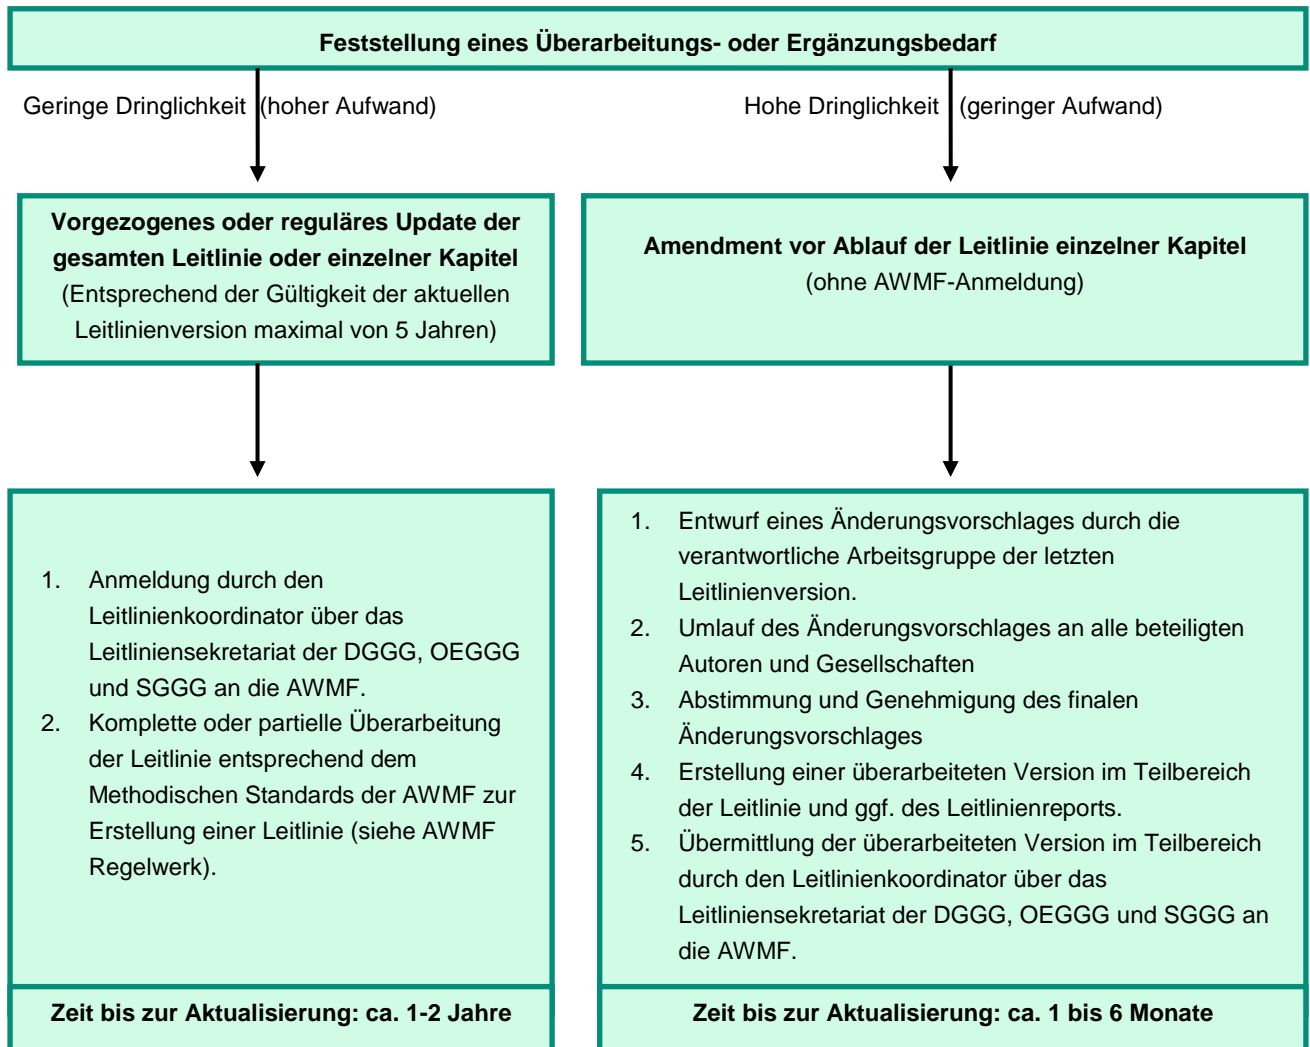 Feststellung eines Überarbeitungs- oder Ergänzungsbedarf
Geringe Dringlichkeit (hoher Aufwand)
Hohe Dringlichkeit (geringer Aufwand)
Vorgezogenes oder reguläres Update der
gesamten Leitlinie oder einzelner Kapitel
(Entsprechend der Gültigkeit der aktuellen
Leitlinienversion maximal von 5 Jahren)
Amendment vor Ablauf der Leitlinie einzelner Kapitel
(ohne AWMF-Anmeldung)
1. Anmeldung durch den
Leitlinienkoordinator über das
Leitliniensekretariat der DGGG, OEGGG
und SGGG an die AWMF.
2. Komplette oder partielle Überarbeitung
der Leitlinie entsprechend dem
Methodischen Standards der AWMF zur
Erstellung einer Leitlinie (siehe AWMF
Regelwerk).
Zeit bis zur Aktualisierung: ca. 1-2 Jahre
1. Entwurf eines Änderungsvorschlages durch die
verantwortliche Arbeitsgruppe der letzten
Leitlinienversion.
2. Umlauf des Änderungsvorschlages an alle beteiligten
Autoren und Gesellschaften
3. Abstimmung und Genehmigung des finalen
Änderungsvorschlages
4. Erstellung einer überarbeiteten Version im Teilbereich
der Leitlinie und ggf. des Leitlinienreports.
5. Übermittlung der überarbeiteten Version im Teilbereich
durch den Leitlinienkoordinator über das
Leitliniensekretariat der DGGG, OEGGG und SGGG an
die AWMF.
Zeit bis zur Aktualisierung: ca. 1 bis 6 Monate